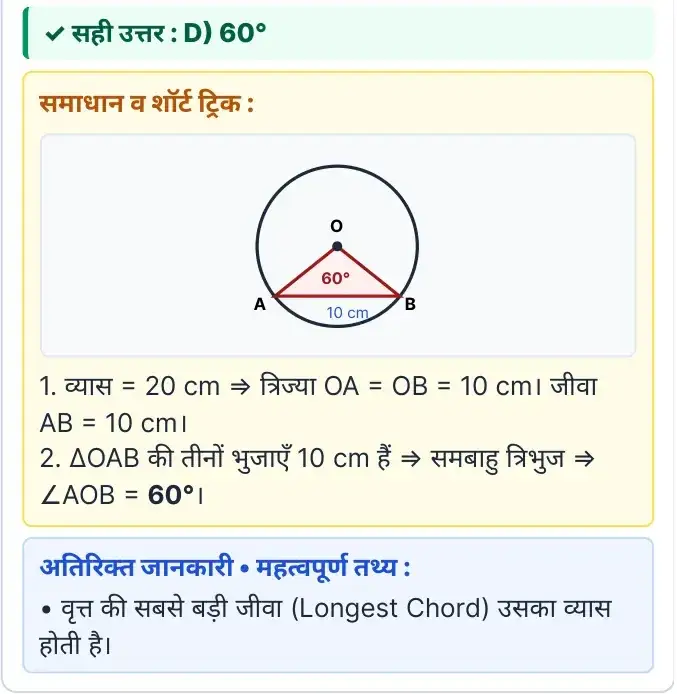 ✓ सही उत्तर : D) 60°
समाधान व शॉर्ट ट्रिक :
O
60°
A
B
10 cm
1. व्यास = 20 cm ⇒ त्रिज्या OA = OB = 10 cm। जीवा
AB = 10 cm।
2. ΔOAB की तीनों भुजाएँ 10 cm हैं ⇒ समबाहु त्रिभुज ⇒
∠AOB = 60°।
अतिरिक्त जानकारी • महत्वपूर्ण तथ्य :
• वृत्त की सबसे बड़ी जीवा (Longest Chord) उसका व्यास
होती है।